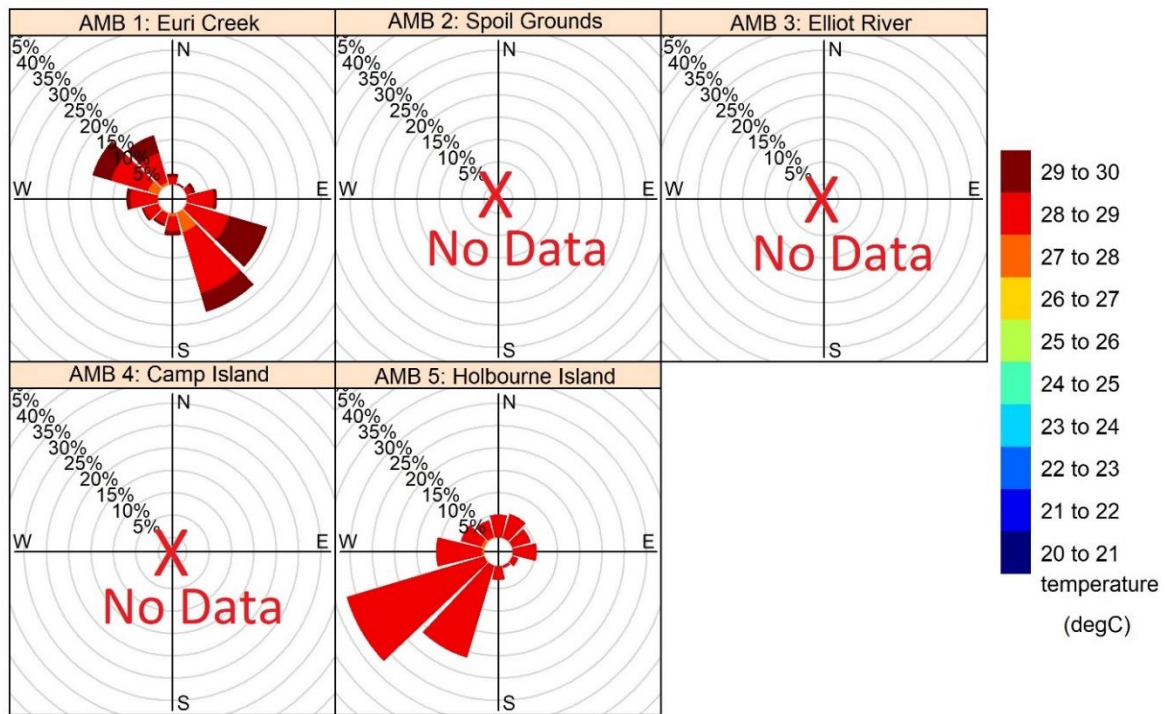 AMB 1: Euri Creek
AMB 2: Spoil Grounds
AMB 3: Elliot River
5%
40%
35%
30%
25%
20%
15%
10%
5%
N
W
E
S
5%
40%
35%
30%
25%
20%
15%
10%
5%
N
W
E
S
X
No Data
5%
40%
35%
30%
25%
20%
15%
10%
5%
N
W
E
S
X
No Data
AMB 4: Camp Island
AMB 5: Holbourne Island
5%
40%
35%
30%
25%
20%
15%
10%
5%
N
W
E
S
X
No Data
5%
40%
35%
30%
25%
20%
15%
10%
5%
N
W
E
S
29 to 30
28 to 29
27 to 28
26 to 27
25 to 26
24 to 25
23 to 24
22 to 23
21 to 22
20 to 21
temperature
(degC)